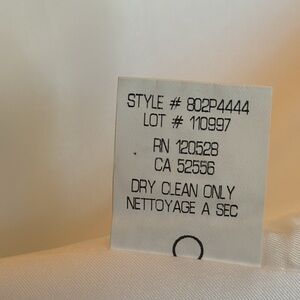 STYLE # 802P4444
LOT # 110997
RN 120528
CA 52556
DRY CLEAN ONLY
NETTOYAGE A SEC